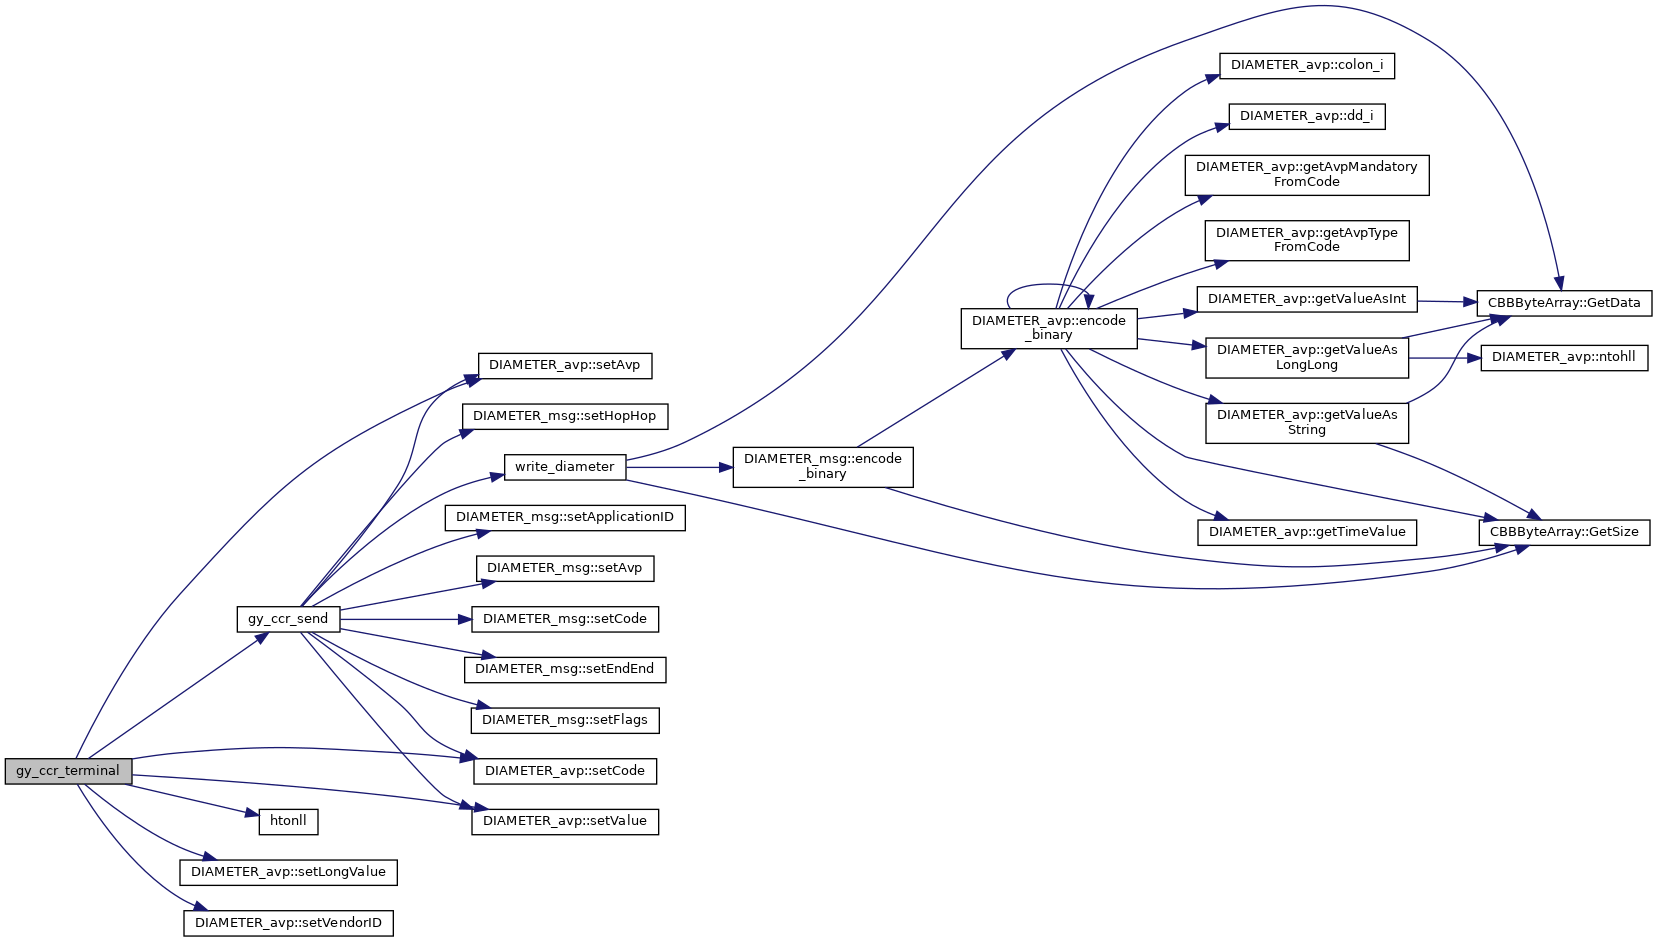 DIAMETER_avp::colon_i
DIAMETER_avp::dd_i
DIAMETER_avp::getAvpMandatory
FromCode
DIAMETER_avp::getAvpType
FromCode
DIAMETER_avp::getValueAsInt
CBBByteArray::GetData
DIAMETER_avp::encode
_binary
DIAMETER_avp::getValueAs
LongLong
DIAMETER_avp::ntohll
DIAMETER_avp::setAvp
DIAMETER_msg::setHopHop
DIAMETER_avp::getValueAs
String
write_diameter
DIAMETER_msg::encode
_binary
DIAMETER_msg::setApplicationID
DIAMETER_avp::getTimeValue
CBBByteArray::GetSize
DIAMETER_msg::setAvp
gy_ccr_send
DIAMETER_msg::setCode
DIAMETER_msg::setEndEnd
DIAMETER_msg::setFlags
gy_ccr_terminal
DIAMETER_avp::setCode
htonll
DIAMETER_avp::setValue
DIAMETER_avp::setLongValue
DIAMETER_avp::setVendorID